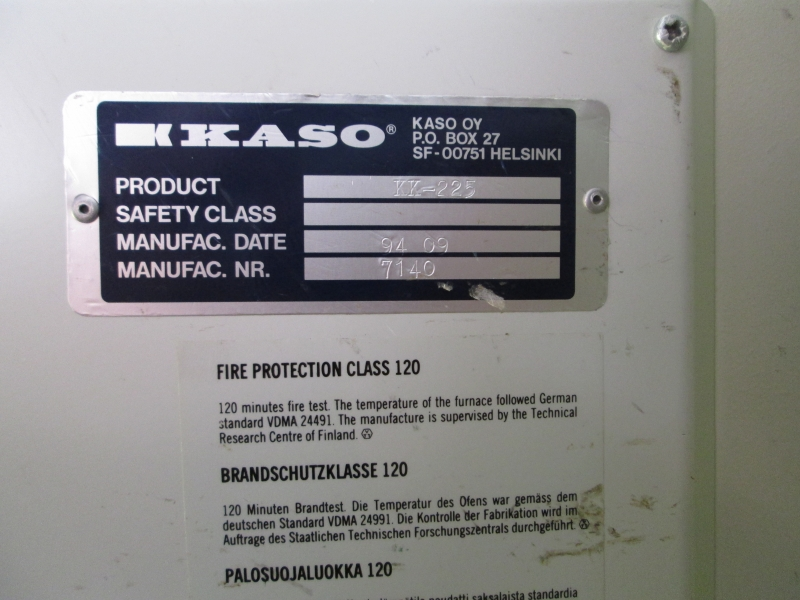 KASO® KASO OY
P.O. BOX 27
SF-00751 HELSINKI
PRODUCT KK-225
SAFETY CLASS
MANUFAC. DATE 94 09
MANUFAC. NR. 7140
FIRE PROTECTION CLASS 120
120 minutes fire test. The temperature of the furnace followed German
standard VDMA 24491. The manufacture is supervised by the Technical
Research Centre of Finland.
BRANDSCHUTZKLASSE 120
120 Minuten Brandtest. Die Temperatur des Ofens war gemäss dem
deutschen Standard VDMA 24991. Die Kontrolle der Fabrikation wird im
Auftrage des Staatlichen Technischen Forschungszentrals durchgeführt.
PALOSUOJALUOKKA 120
noudatti saksalaista standardia